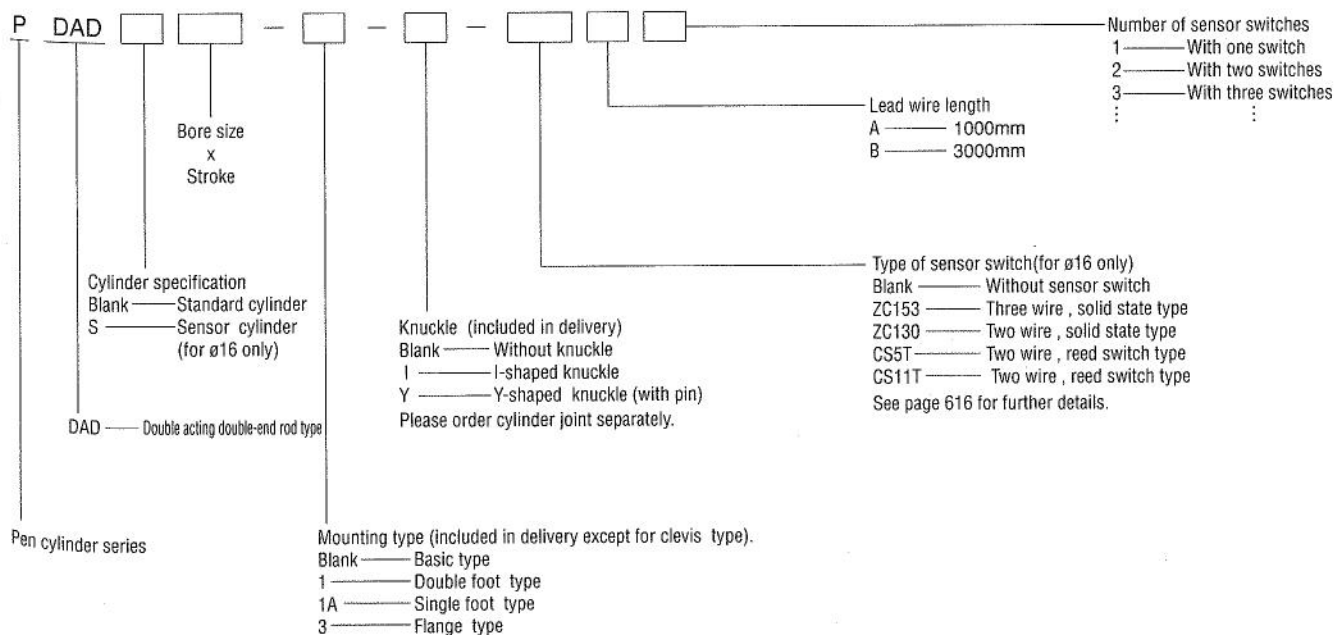 P DAD - - -
Number of sensor switches
1 With one switch
2 With two switches
3 With three switches
⋮ ⋮
Lead wire length
A 1000mm
B 3000mm
Bore size
x
Stroke
Type of sensor switch(for ø16 only)
Blank Without sensor switch
ZC153 Three wire , solid state type
ZC130 Two wire , solid state type
CS5T Two wire , reed switch type
CS11T Two wire , reed switch type
See page 616 for further details.
Cylinder specification
Blank Standard cylinder
S Sensor cylinder
(for ø16 only)
Knuckle (included in delivery)
Blank Without knuckle
I I-shaped knuckle
Y Y-shaped knuckle (with pin)
Please order cylinder joint separately.
DAD Double acting double-end rod type
Pen cylinder series
Mounting type (included in delivery except for clevis type).
Blank Basic type
1 Double foot type
1A Single foot type
3 Flange type